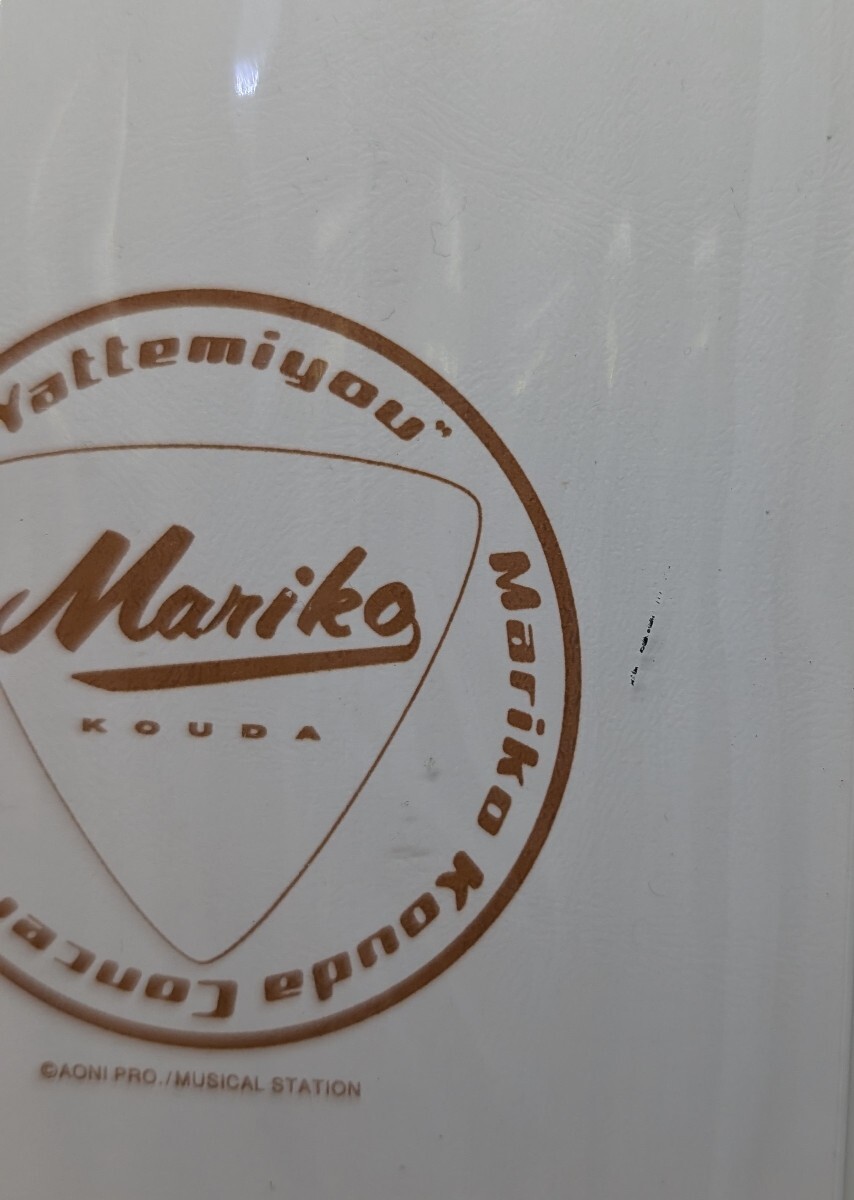 Yattemiyou”
Mariko Kouda Concer
Mariko
KOUDA
©AONI PRO./MUSICAL STATION